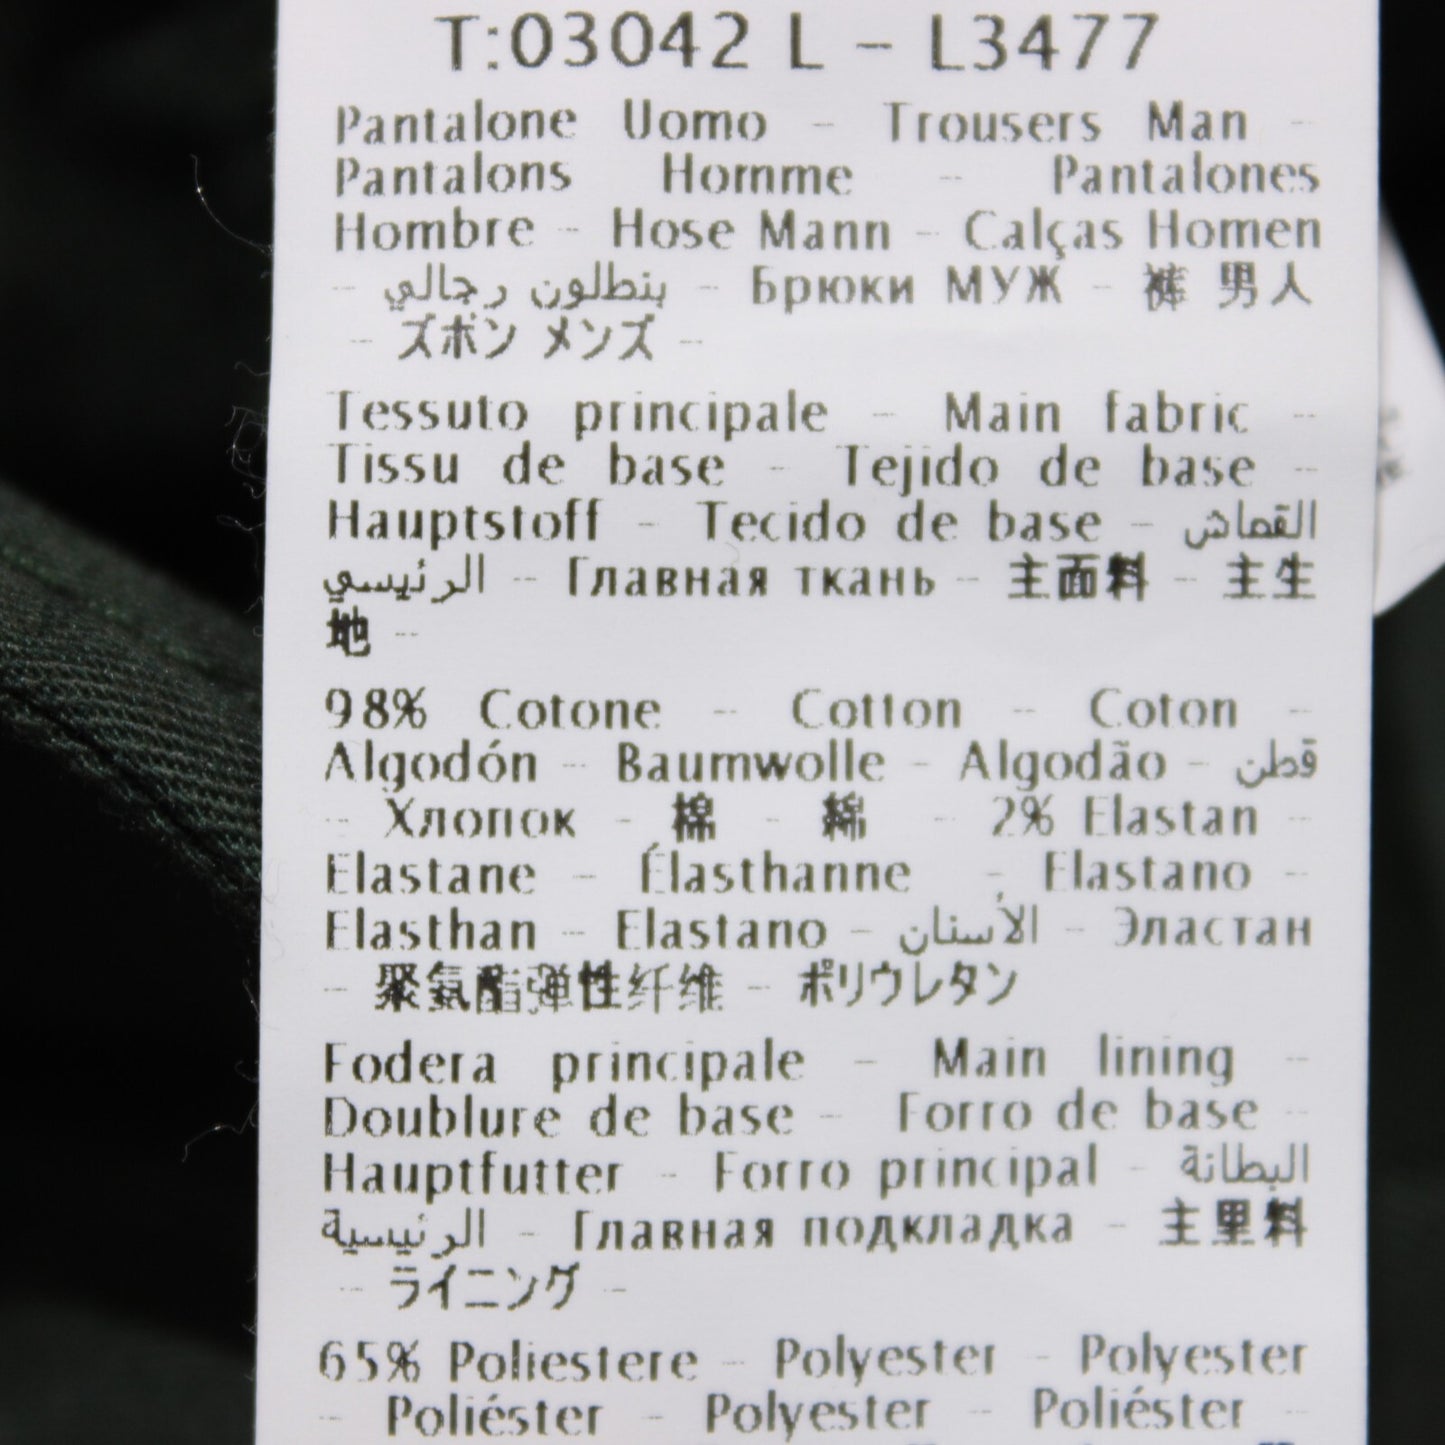 T:03042 L - L3477
Pantalone Uomo - Trousers Man -
Pantalons Homme - Pantalones
Hombre - Hose Mann - Calças Homen
- بنطلون رجالي - Брюки МУЖ - 裤 男人
- ズボン メンズ -
Tessuto principale - Main fabric -
Tissu de base - Tejido de base -
Hauptstoff - Tecido de base - القماش
الرئيسي - Главная ткань - 主面料 - 主生
地 -
98% Cotone - Cotton - Coton -
Algodón - Baumwolle - Algodão - قطن
- Хлопок - 棉 - 綿 - 2% Elastan -
Elastane - Élasthanne - Elastano -
Elasthan - Elastano - الأسنان - Эластан
- 聚氨酯弹性纤维 - ポリウレタン
Fodera principale - Main lining -
Doublure de base - Forro de base -
Hauptfutter - Forro principal - البطانة
الرئيسية - Главная подкладка - 主里料
- ライニング -
65% Poliestere - Polyester - Polyester
- Poliéster - Polyester - Poliéster -